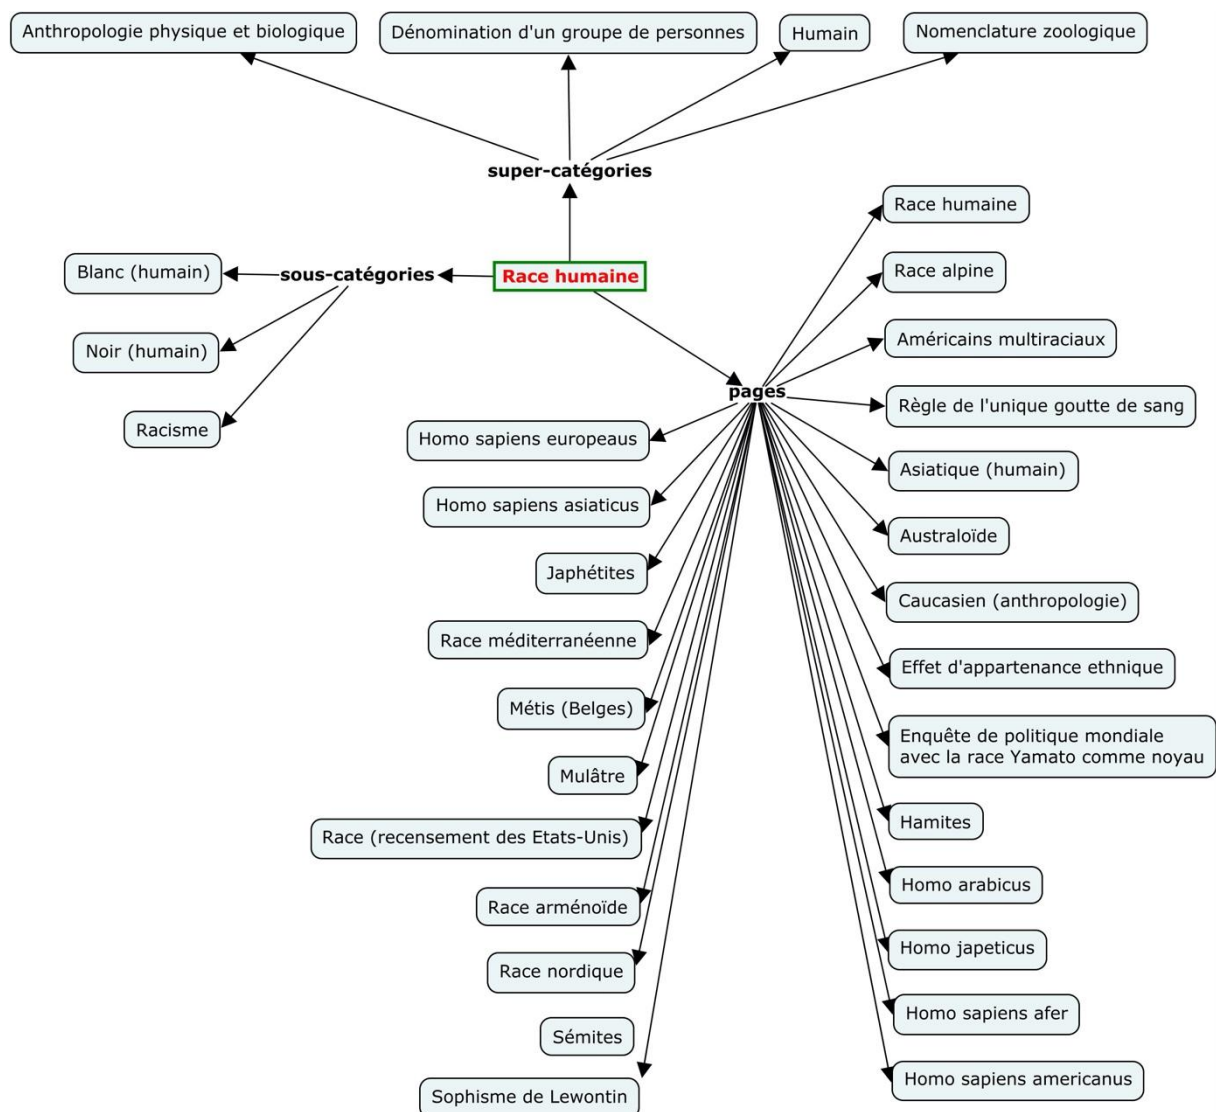 Anthropologie physique et biologique
Dénomination d'un groupe de personnes
Humain
Nomenclature zoologique
super-catégories
Race humaine
sous-catégories
Blanc (humain)
Noir (humain)
Racisme
pages
Race humaine
Race alpine
Américains multiraciaux
Règle de l'unique goutte de sang
Asiatique (humain)
Australoïde
Caucasien (anthropologie)
Effet d'appartenance ethnique
Enquête de politique mondiale
avec la race Yamato comme noyau
Hamites
Homo arabicus
Homo japeticus
Homo sapiens afer
Homo sapiens americanus
Homo sapiens europeaus
Homo sapiens asiaticus
Japhétites
Race méditerranéenne
Métis (Belges)
Mulâtre
Race (recensement des Etats-Unis)
Race arménoïde
Race nordique
Sémites
Sophisme de Lewontin